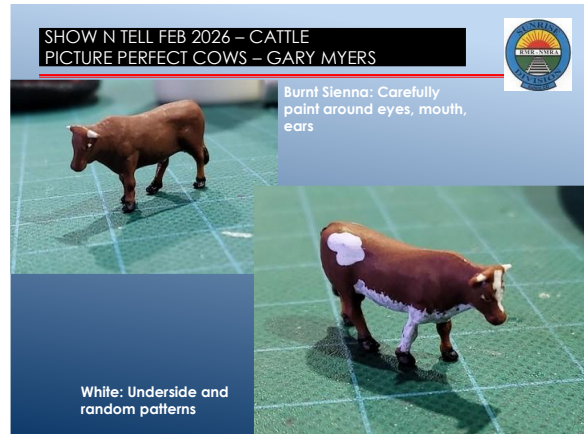 SHOW N TELL FEB 2026 – CATTLE
PICTURE PERFECT COWS – GARY MYERS
SUNRISE
RMR - NMRA
DIVISION
Burnt Sienna: Carefully
paint around eyes, mouth,
ears
White: Underside and
random patterns